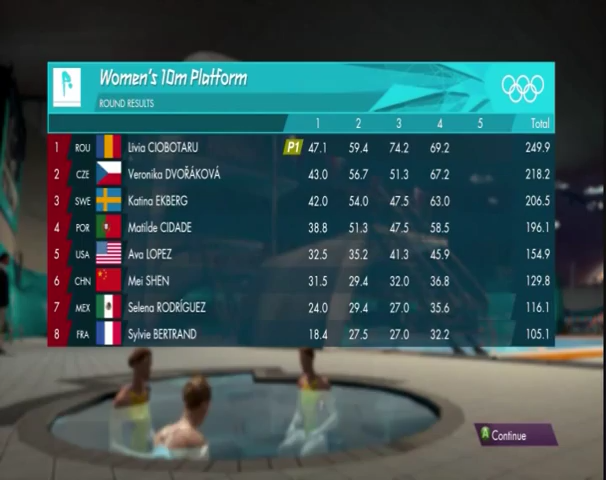 Women's 10m Platform
ROUND RESULTS
1 2 3 4 5 Total
1 ROU Lívia CIOBOTARU P1 47.1 59.4 74.2 69.2 249.9
2 CZE Veronika DVOŘÁKOVÁ 43.0 56.7 51.3 67.2 218.2
3 SWE Katina EKBERG 42.0 54.0 47.5 63.0 206.5
4 POR Matilde CIDADE 38.8 51.3 47.5 58.5 196.1
5 USA Ava LOPEZ 32.5 35.2 41.3 45.9 154.9
6 CHN Mei SHEN 31.5 29.4 32.0 36.8 129.8
7 MEX Selena RODRÍGUEZ 24.0 29.4 27.0 35.6 116.1
8 FRA Sylvie BERTRAND 18.4 27.5 27.0 32.2 105.1
A Continue